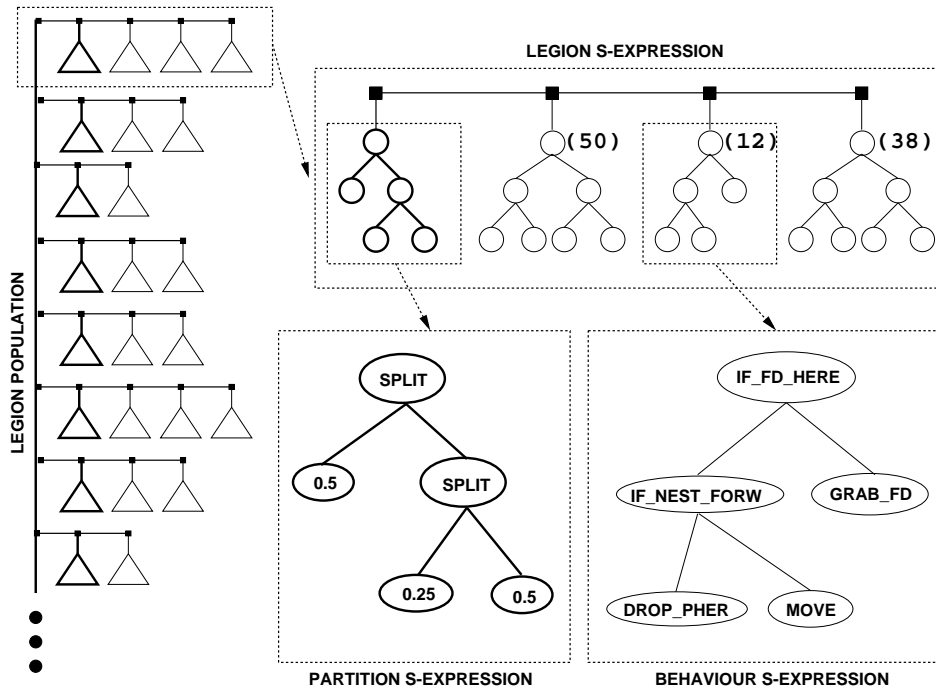 LEGION S-EXPRESSION
(50)
(12)
(38)
LEGION POPULATION
SPLIT
0.5
SPLIT
0.25
0.5
PARTITION S-EXPRESSION
IF_FD_HERE
IF_NEST_FORW
GRAB_FD
DROP_PHER
MOVE
BEHAVIOUR S-EXPRESSION